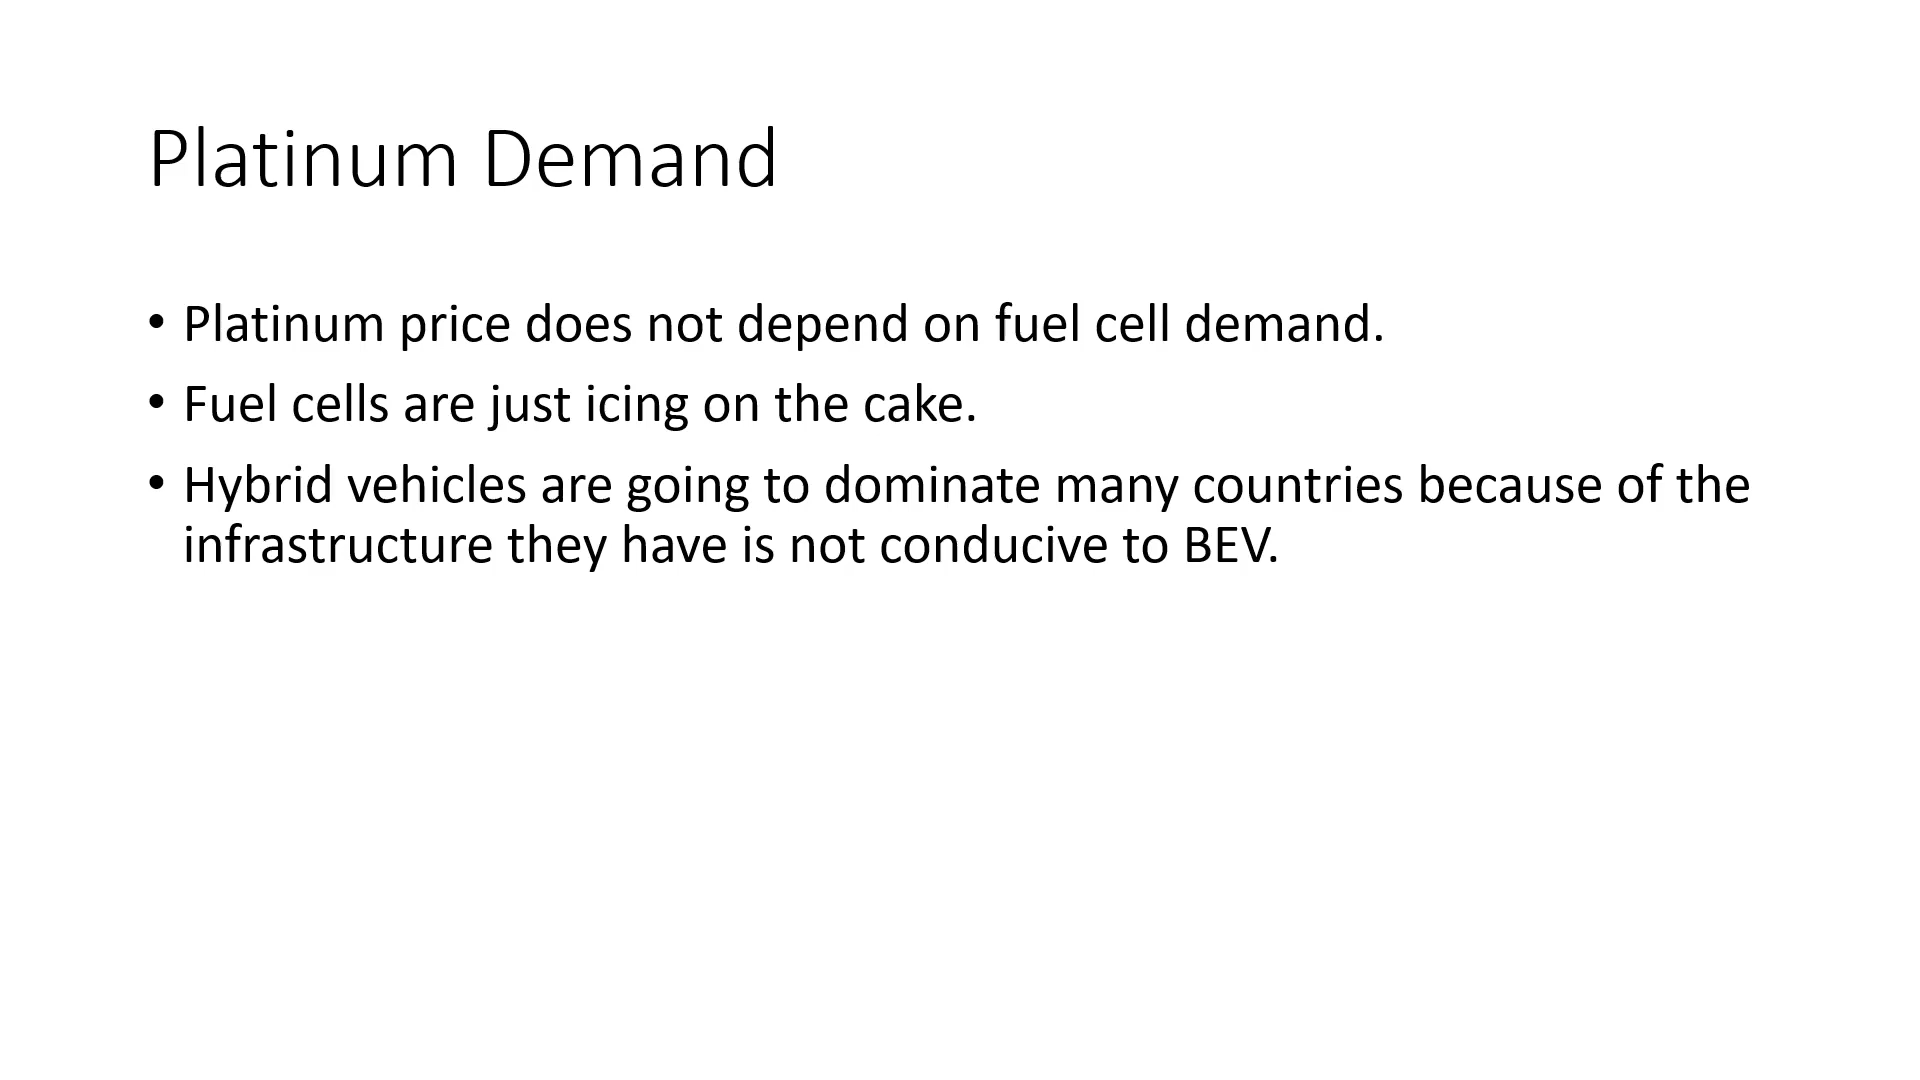 Platinum Demand
• Platinum price does not depend on fuel cell demand.
• Fuel cells are just icing on the cake.
• Hybrid vehicles are going to dominate many countries because of the
infrastructure they have is not conducive to BEV.